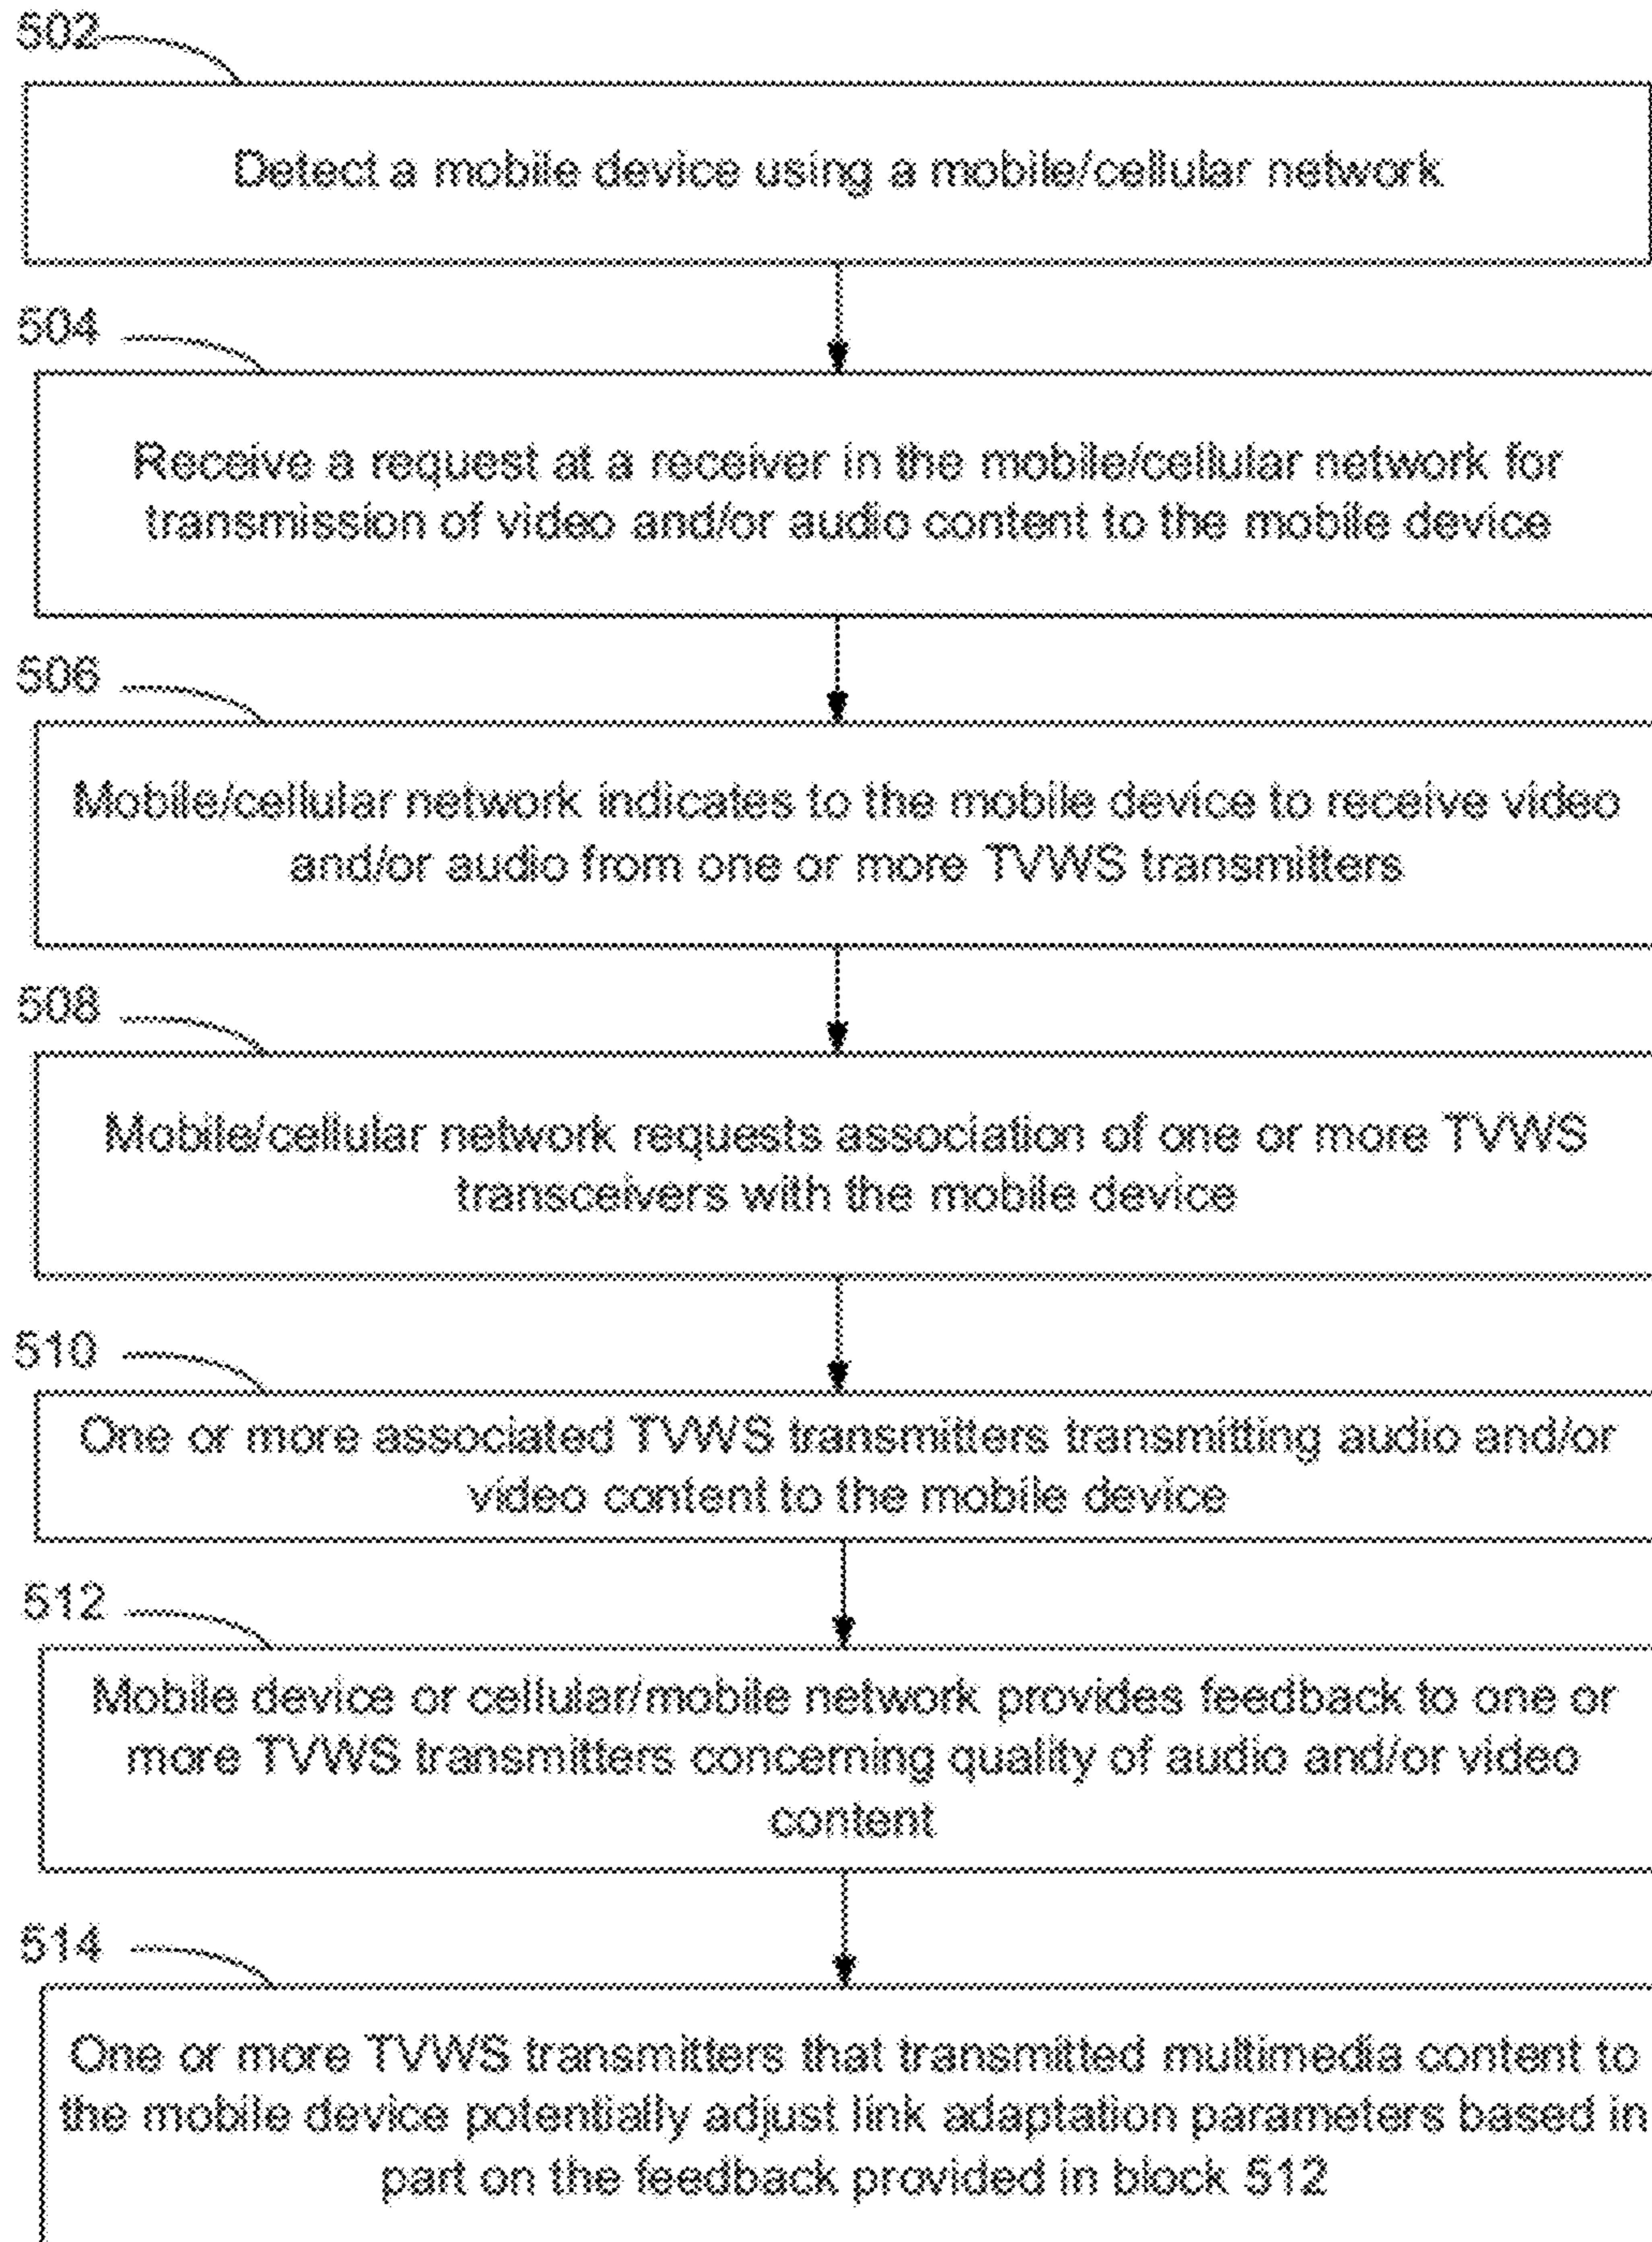 502
Detect a mobile device using a mobile/cellular network
504
Receive a request at a receiver in the mobile/cellular network for
transmission of video and/or audio content to the mobile device
506
Mobile/cellular network indicates to the mobile device to receive video
and/or audio from one or more TVWS transmitters
508
Mobile/cellular network requests association of one or more TVWS
transceivers with the mobile device
510
One or more associated TVWS transmitters transmitting audio and/or
video content to the mobile device
512
Mobile device or cellular/mobile network provides feedback to one or
more TVWS transmitters concerning quality of audio and/or video
content
514
One or more TVWS transmitters that transmitted multimedia content to
the mobile device potentially adjust link adaptation parameters based in
part on the feedback provided in block 512